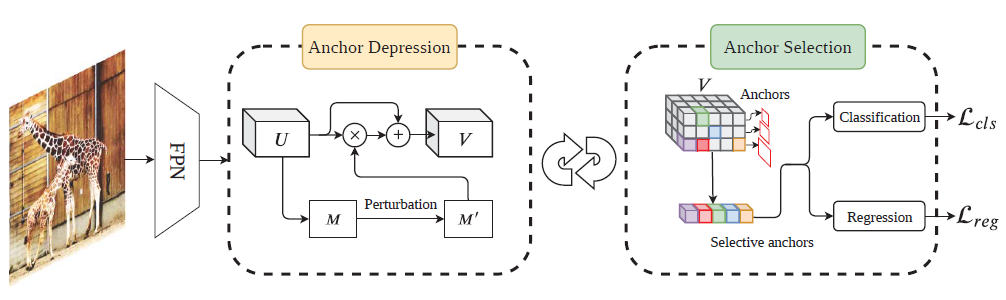 Anchor Depression
Anchor Selection
FPN
U
×
+
V
M
Perturbation
M′
V
Anchors
Selective anchors
Classification
ℒcls
Regression
ℒreg